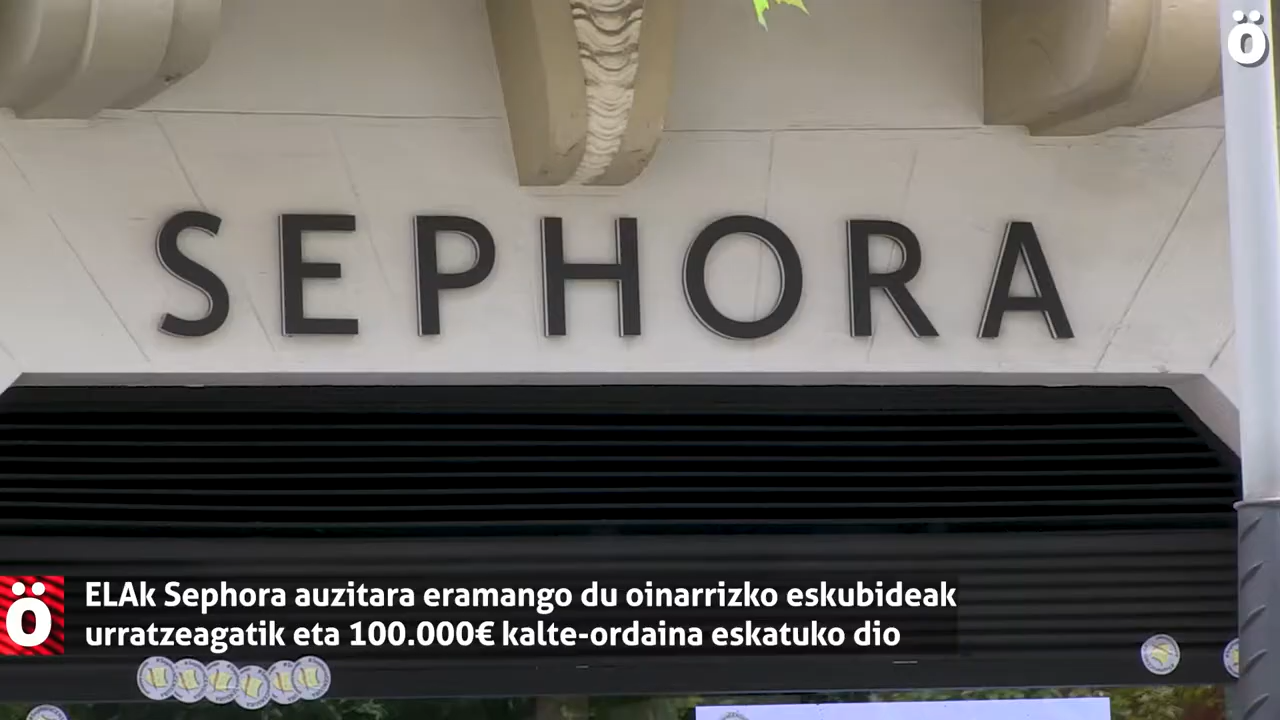 ö
SEPHORA
ö
ELAk Sephora auzitara eramango du oinarrizko eskubideak
urratzeagatik eta 100.000€ kalte-ordaina eskatuko dio